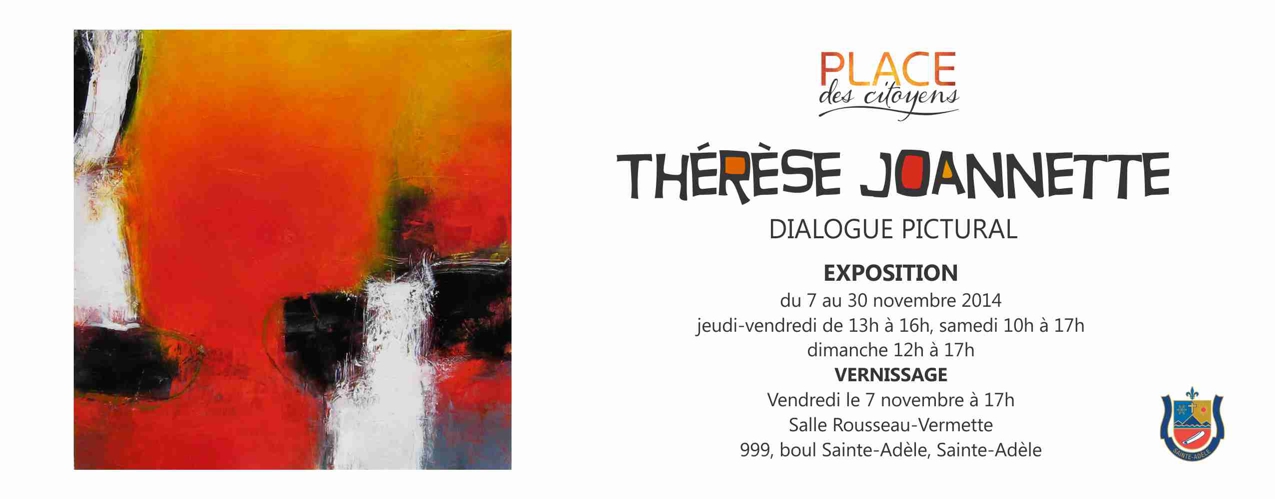 PLACE
des citoyens
THÉRÈSE JOANNETTE
DIALOGUE PICTURAL
EXPOSITION
du 7 au 30 novembre 2014
jeudi-vendredi de 13h à 16h, samedi 10h à 17h
dimanche 12h à 17h
VERNISSAGE
Vendredi le 7 novembre à 17h
Salle Rousseau-Vermette
999, boul Sainte-Adèle, Sainte-Adèle
SAINTE-ADÈLE